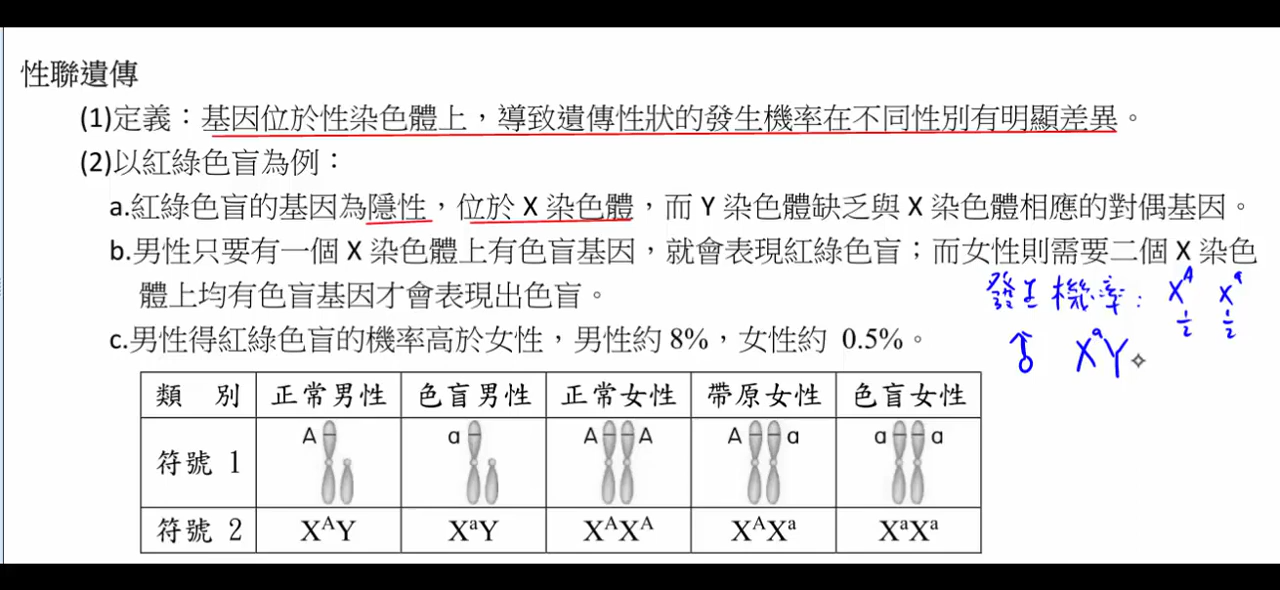 性聯遺傳
(1)定義：基因位於性染色體上，導致遺傳性狀的發生機率在不同性別有明顯差異。
(2)以紅綠色盲為例：
a.紅綠色盲的基因為隱性，位於 X 染色體，而 Y 染色體缺乏與 X 染色體相應的對偶基因。
b.男性只要有一個 X 染色體上有色盲基因，就會表現紅綠色盲；而女性則需要二個 X 染色
體上均有色盲基因才會表現出色盲。
發生機率：Xᴬ Xᵃ
1/2 1/2
c.男性得紅綠色盲的機率高於女性，男性約 8%，女性約 0.5%。
♂ XᵃY
類 別 正常男性 色盲男性 正常女性 帶原女性 色盲女性
符號 1 A a A A A a a a
符號 2 XᴬY XᵃY XᴬXᴬ XᴬXᵃ XᵃXᵃ